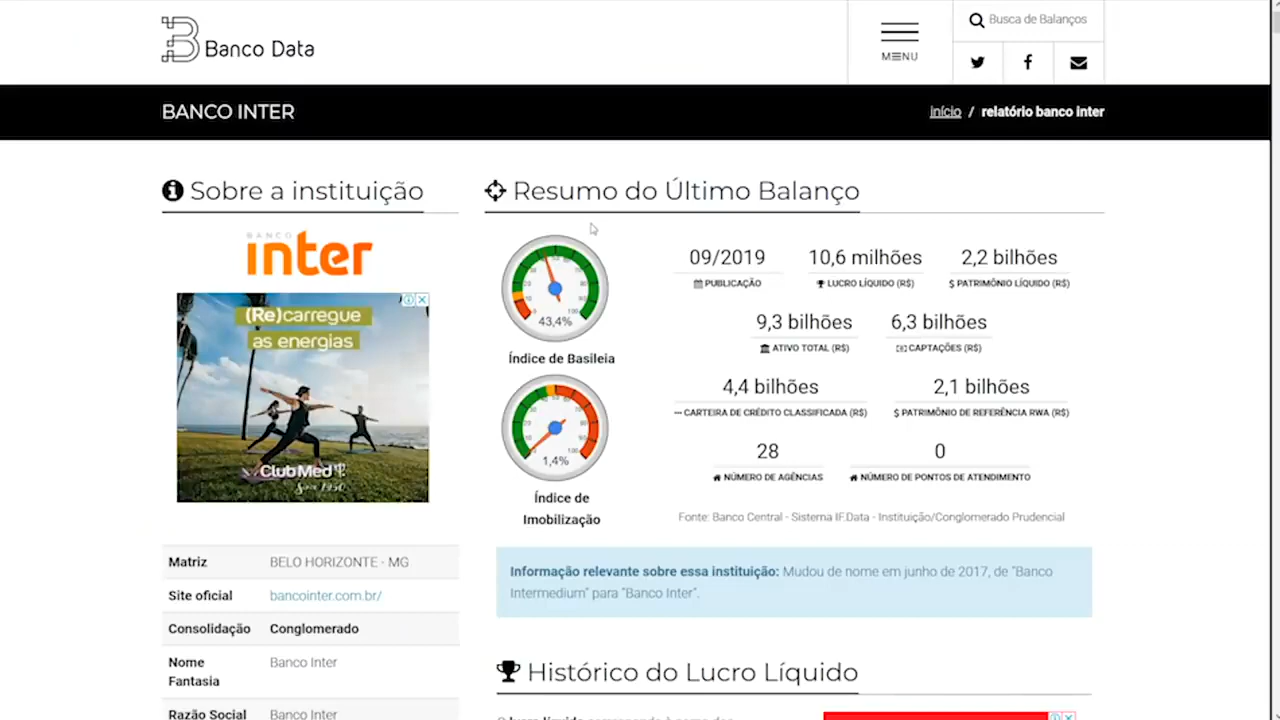 Banco Data
MENU
Busca de Balanços
BANCO INTER
início / relatório banco inter
Sobre a instituição
BANCO
inter
(Re)carregue
as energias
ClubMed
Since 1950
Matriz BELO HORIZONTE - MG
Site oficial bancointer.com.br/
Consolidação Conglomerado
Nome Fantasia Banco Inter
Razão Social Banco Inter
Resumo do Último Balanço
43,4%
Índice de Basileia
1,4%
Índice de
Imobilização
09/2019 10,6 milhões 2,2 bilhões
PUBLICAÇÃO LUCRO LÍQUIDO (R$) $ PATRIMÔNIO LÍQUIDO (R$)
9,3 bilhões 6,3 bilhões
ATIVO TOTAL (R$) CAPTAÇÕES (R$)
4,4 bilhões 2,1 bilhões
CARTEIRA DE CRÉDITO CLASSIFICADA (R$) $ PATRIMÔNIO DE REFERÊNCIA RWA (R$)
28 0
NÚMERO DE AGÊNCIAS NÚMERO DE PONTOS DE ATENDIMENTO
Fonte: Banco Central - Sistema IF.Data - Instituição/Conglomerado Prudencial
Informação relevante sobre essa instituição: Mudou de nome em junho de 2017, de "Banco
Intermedium" para "Banco Inter".
Histórico do Lucro Líquido